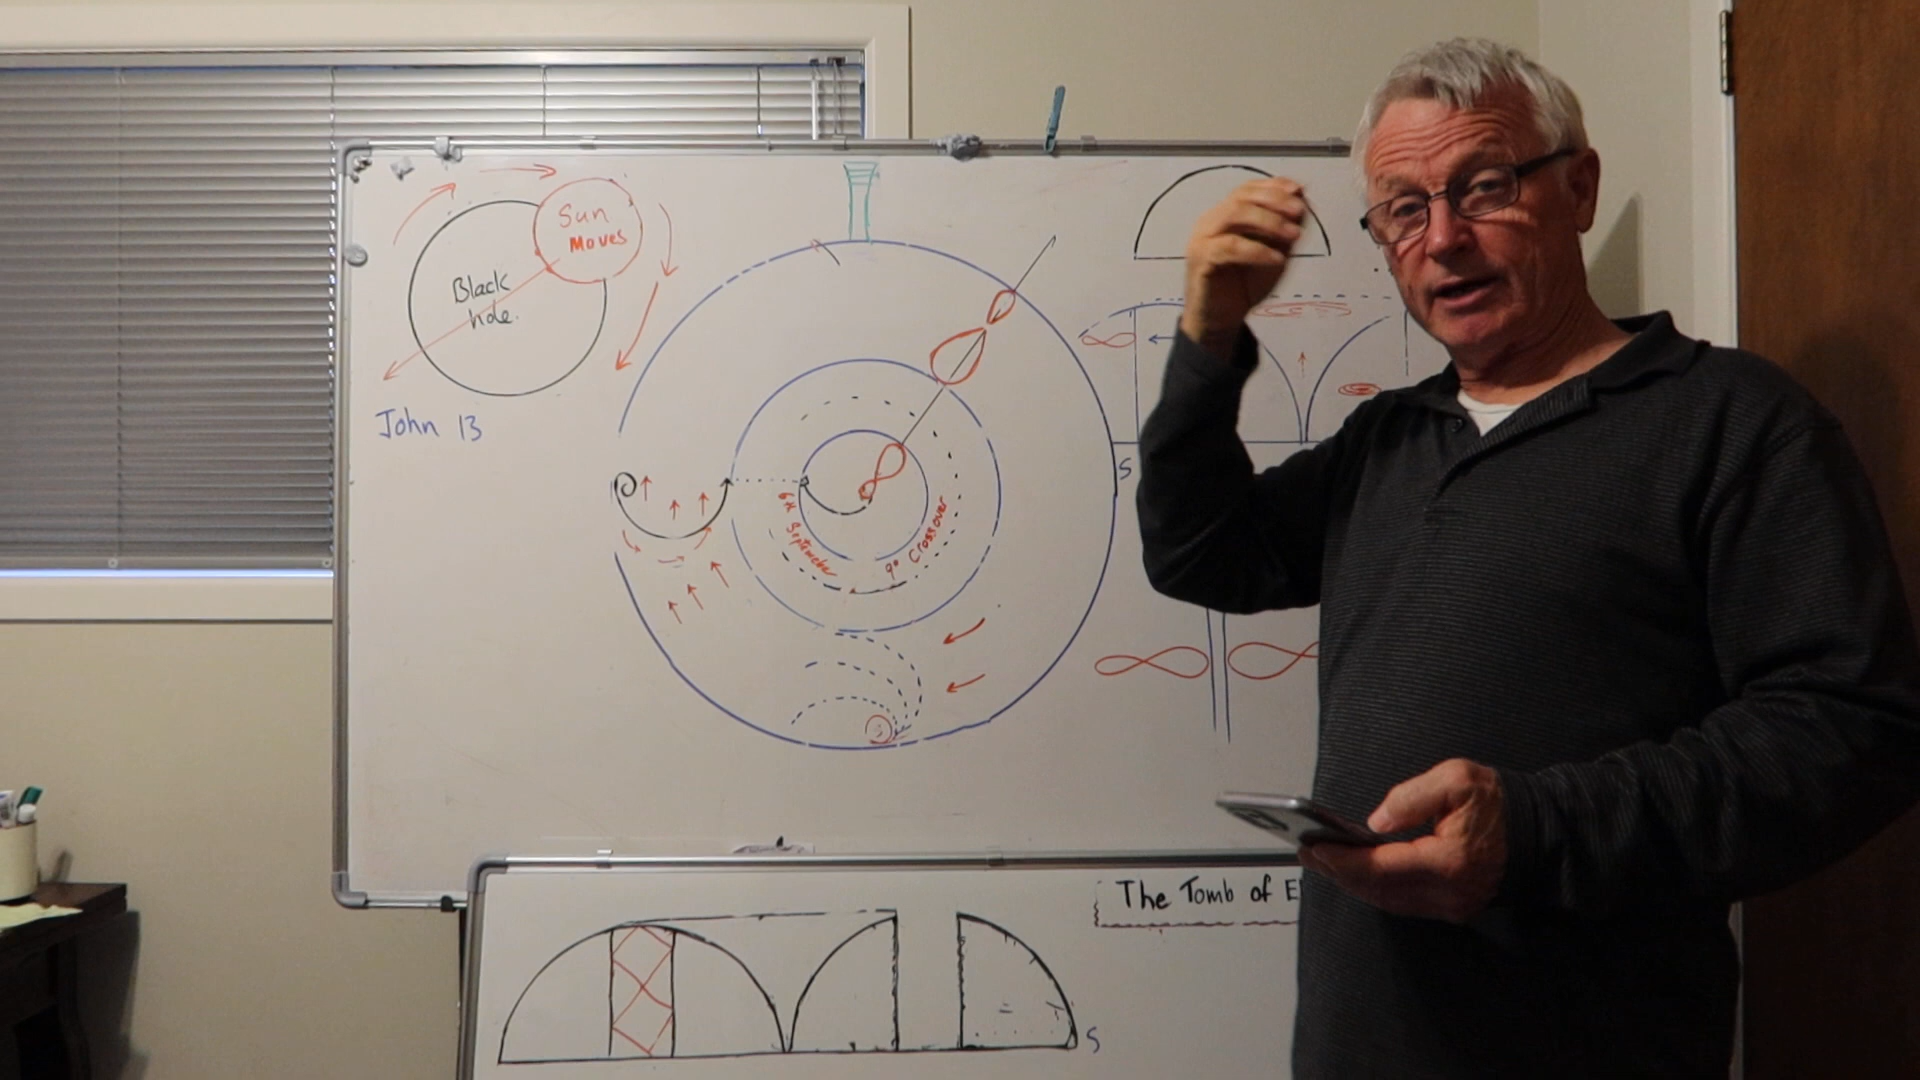 Sun
Moves
Black
hole.
John 13
S
6th September
9° Crossover
The Tomb of E
S